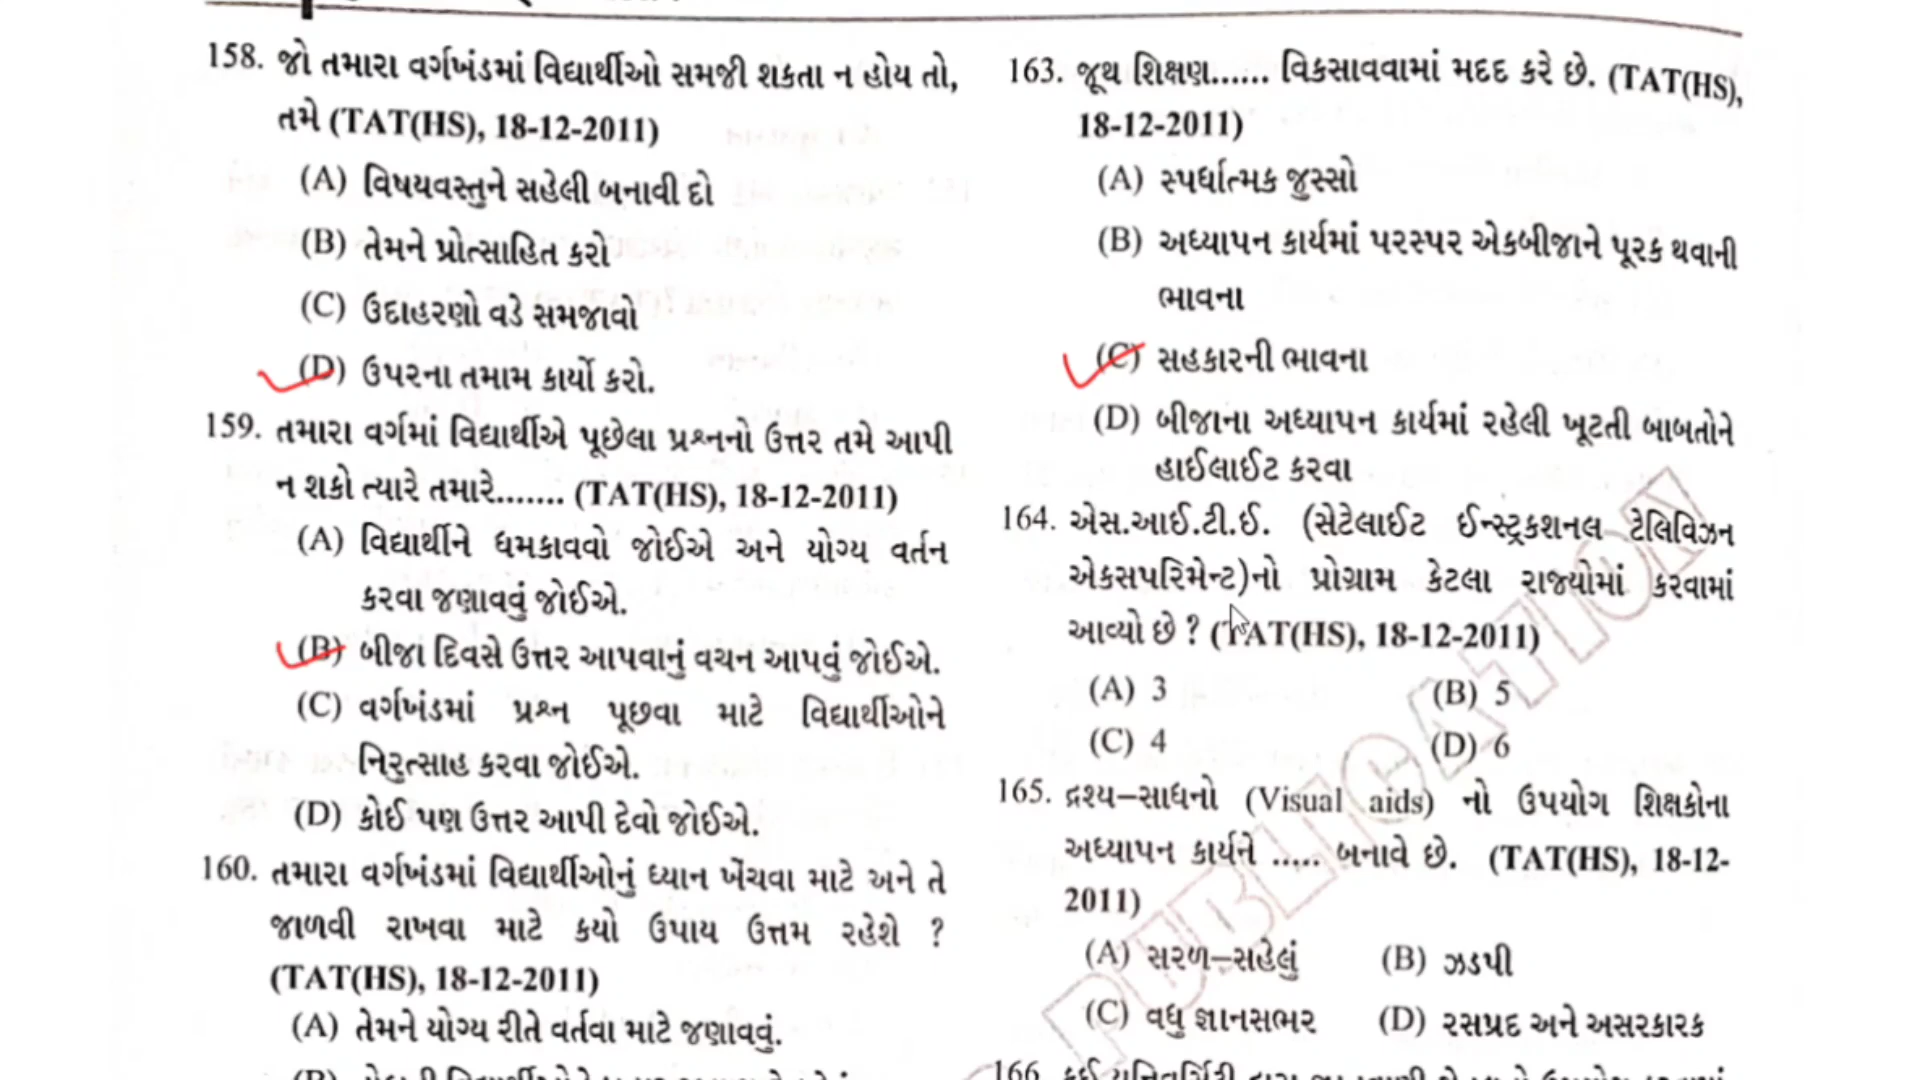 158. જો તમારા વર્ગખંડમાં વિદ્યાર્થીઓ સમજી શકતા ન હોય તો,
તમે (TAT(HS), 18-12-2011)
(A) વિષયવસ્તુને સહેલી બનાવી દો
(B) તેમને પ્રોત્સાહિત કરો
(C) ઉદાહરણો વડે સમજાવો
(D) ઉપરના તમામ કાર્યો કરો.
159. તમારા વર્ગમાં વિદ્યાર્થીએ પૂછેલા પ્રશ્નનો ઉત્તર તમે આપી
ન શકો ત્યારે તમારે....... (TAT(HS), 18-12-2011)
(A) વિદ્યાર્થીને ધમકાવવો જોઈએ અને યોગ્ય વર્તન
કરવા જણાવવું જોઈએ.
(B) બીજા દિવસે ઉત્તર આપવાનું વચન આપવું જોઈએ.
(C) વર્ગખંડમાં પ્રશ્ન પૂછવા માટે વિદ્યાર્થીઓને
નિરુત્સાહ કરવા જોઈએ.
(D) કોઈ પણ ઉત્તર આપી દેવો જોઈએ.
160. તમારા વર્ગખંડમાં વિદ્યાર્થીઓનું ધ્યાન ખેંચવા માટે અને તે
જાળવી રાખવા માટે કયો ઉપાય ઉત્તમ રહેશે ?
(TAT(HS), 18-12-2011)
(A) તેમને યોગ્ય રીતે વર્તવા માટે જણાવવું.
163. જૂથ શિક્ષણ...... વિકસાવવામાં મદદ કરે છે. (TAT(HS),
18-12-2011)
(A) સ્પર્ધાત્મક જુસ્સો
(B) અધ્યાપન કાર્યમાં પરસ્પર એકબીજાને પૂરક થવાની
ભાવના
(C) સહકારની ભાવના
(D) બીજાના અધ્યાપન કાર્યમાં રહેલી ખૂટતી બાબતોને
હાઈલાઈટ કરવા
164. એસ.આઈ.ટી.ઈ. (સેટેલાઈટ ઈન્સ્ટ્રકશનલ ટેલિવિઝન
એકસપરિમેન્ટ)નો પ્રોગ્રામ કેટલા રાજ્યોમાં કરવામાં
આવ્યો છે ? (TAT(HS), 18-12-2011)
(A) 3 (B) 5
(C) 4 (D) 6
165. દ્રશ્ય–સાધનો (Visual aids) નો ઉપયોગ શિક્ષકોના
અધ્યાપન કાર્યને ...... બનાવે છે. (TAT(HS), 18-12-
2011)
(A) સરળ–સહેલું (B) ઝડપી
(C) વધુ જ્ઞાનસભર (D) રસપ્રદ અને અસરકારક
166.
PUBLICATION